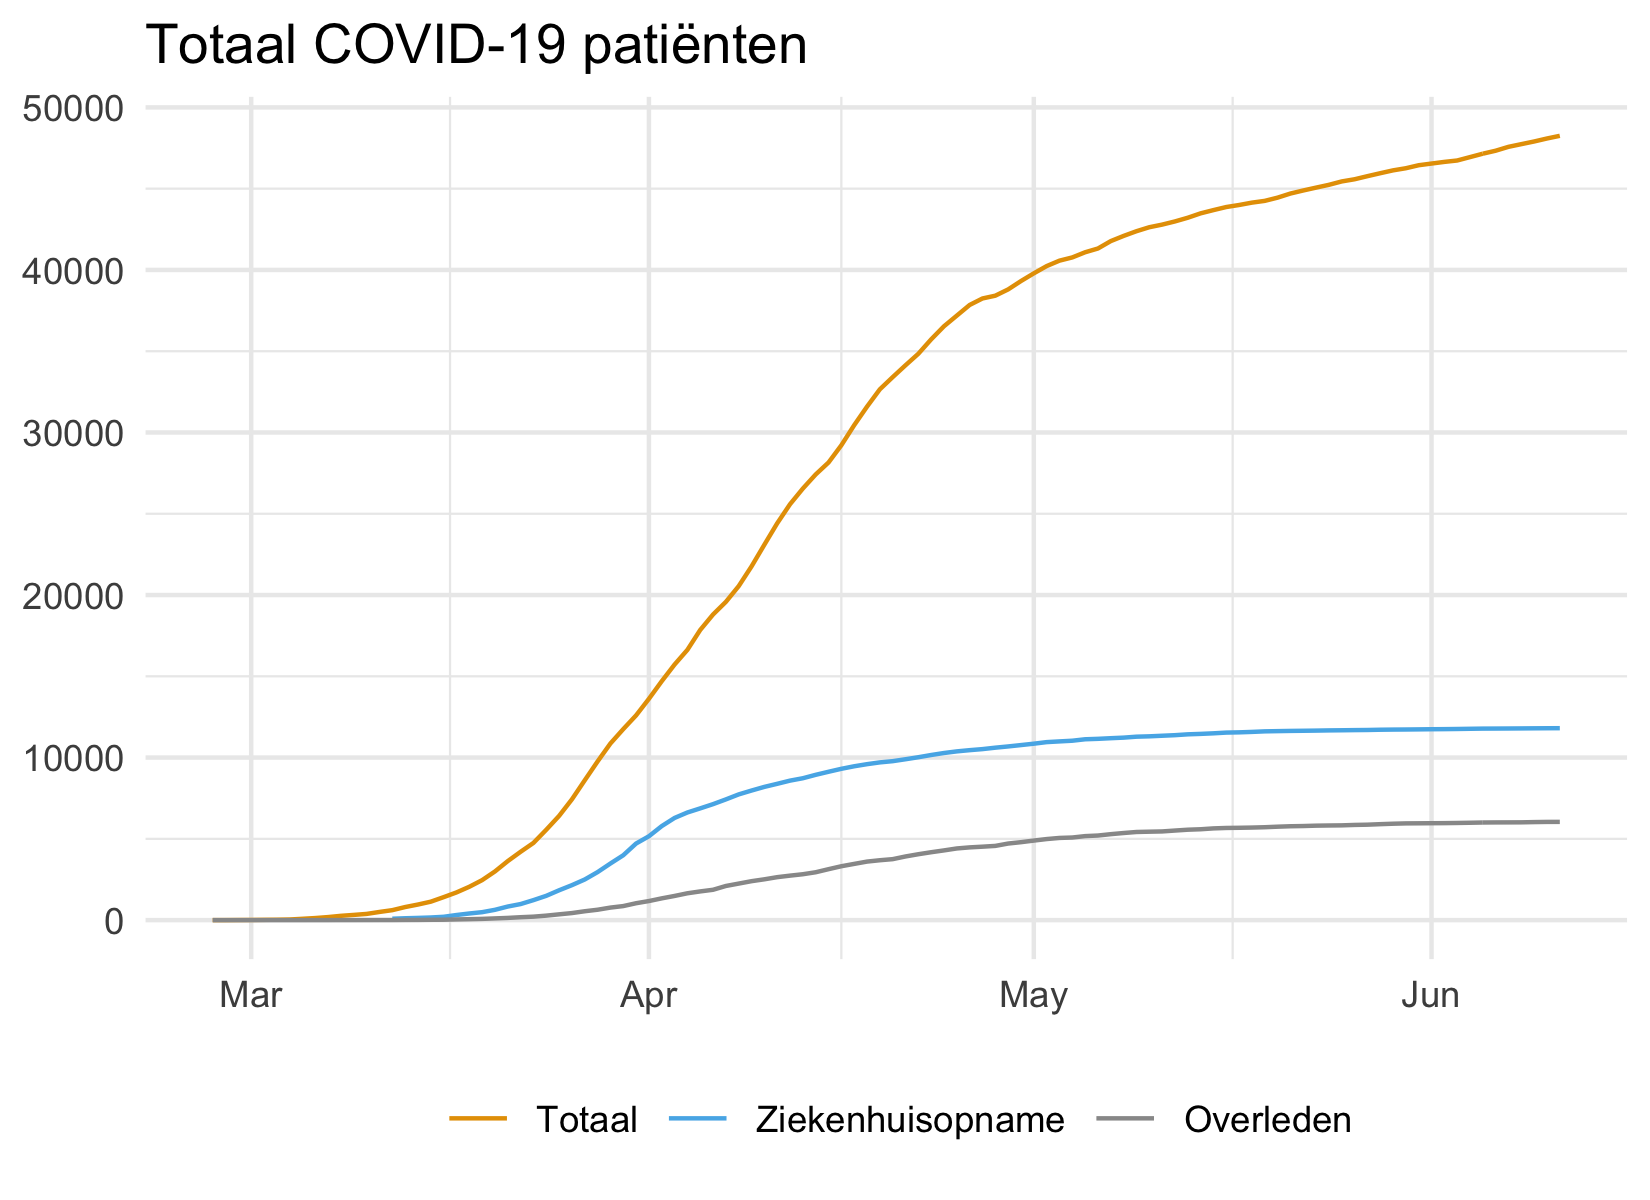 Totaal COVID-19 patiënten
50000
40000
30000
20000
10000
0
Mar Apr May Jun
Totaal Ziekenhuisopname Overleden